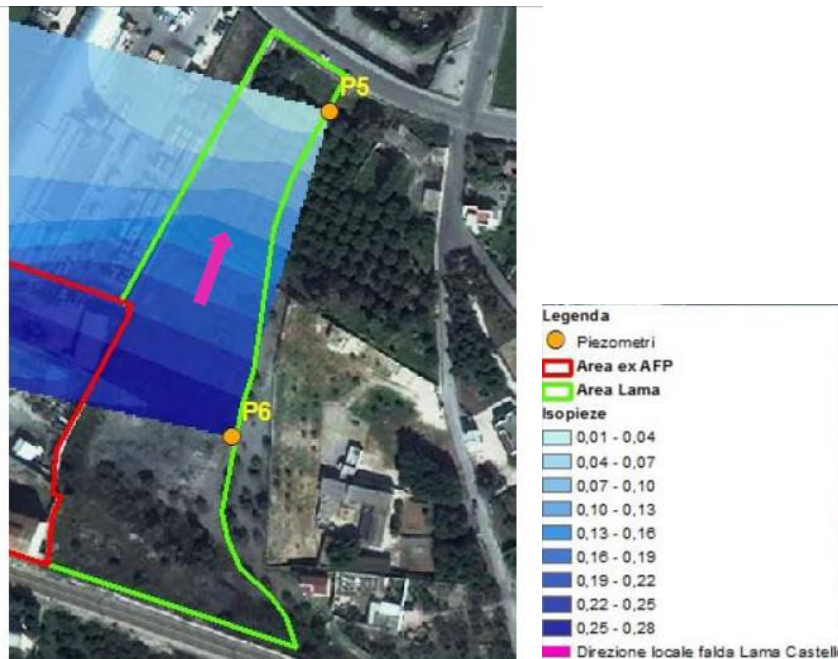 P5
P6
Legenda
Piezometri
Area ex AFP
Area Lama
Isopieze
0,01 - 0,04
0,04 - 0,07
0,07 - 0,10
0,10 - 0,13
0,13 - 0,16
0,16 - 0,19
0,19 - 0,22
0,22 - 0,25
0,25 - 0,28
Direzione locale falda Lama Castell